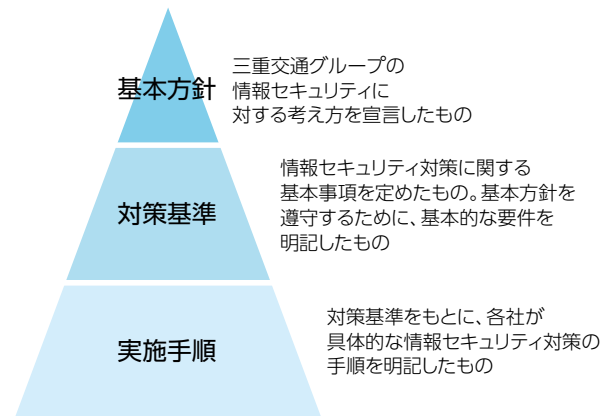 基本方針
三重交通グループの
情報セキュリティに
対する考え方を宣言したもの
対策基準
情報セキュリティ対策に関する
基本事項を定めたもの。基本方針を
遵守するために、基本的な要件を
明記したもの
実施手順
対策基準をもとに、各社が
具体的な情報セキュリティ対策の
手順を明記したもの